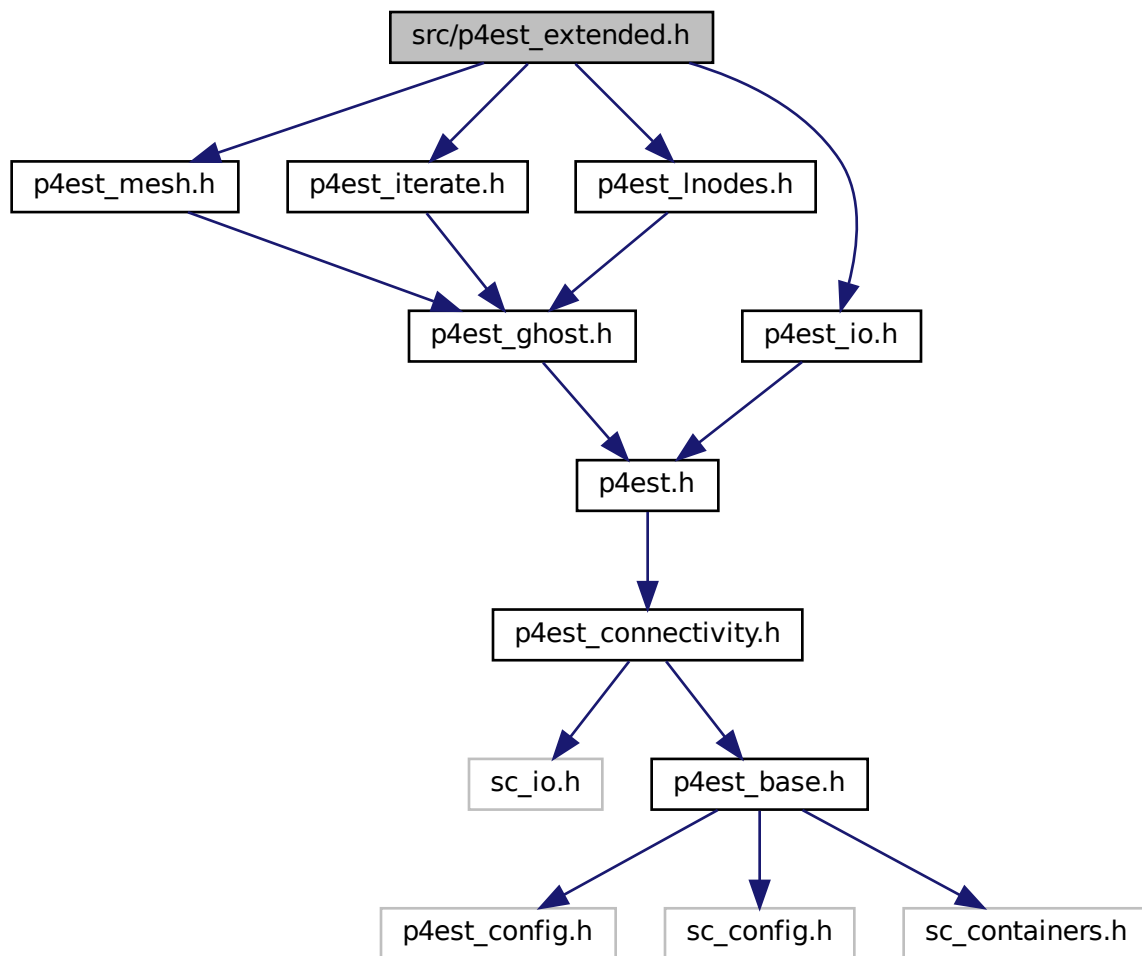 src/p4est_extended.h
p4est_mesh.h
p4est_iterate.h
p4est_lnodes.h
p4est_ghost.h
p4est_io.h
p4est.h
p4est_connectivity.h
sc_io.h
p4est_base.h
p4est_config.h
sc_config.h
sc_containers.h